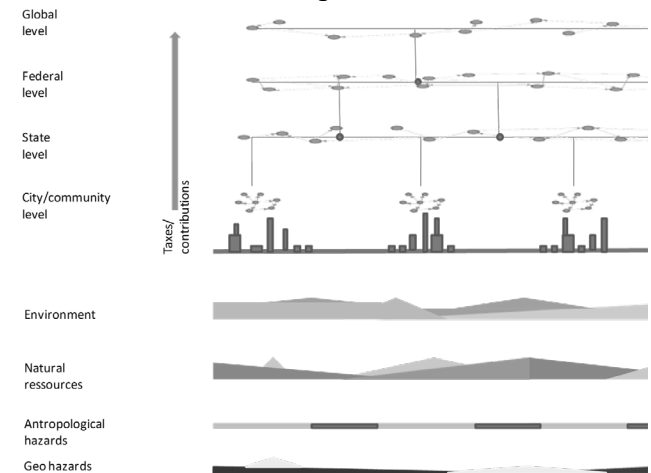 Global
level
Federal
level
State
level
City/community
level
Taxes/
contributions
Environment
Natural
ressources
Antropological
hazards
Geo hazards